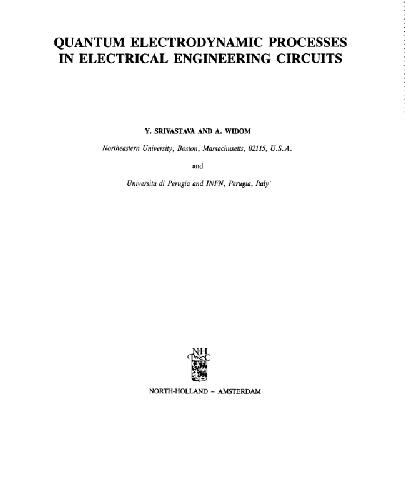 QUANTUM ELECTRODYNAMIC PROCESSES
IN ELECTRICAL ENGINEERING CIRCUITS
Y. SRIVASTAVA AND A. WIDOM
Northeastern University, Boston, Massachusetts, 02115, U.S.A.
and
Università di Perugia and INFN, Perugia, Italy
NH
NORTH-HOLLAND – AMSTERDAM